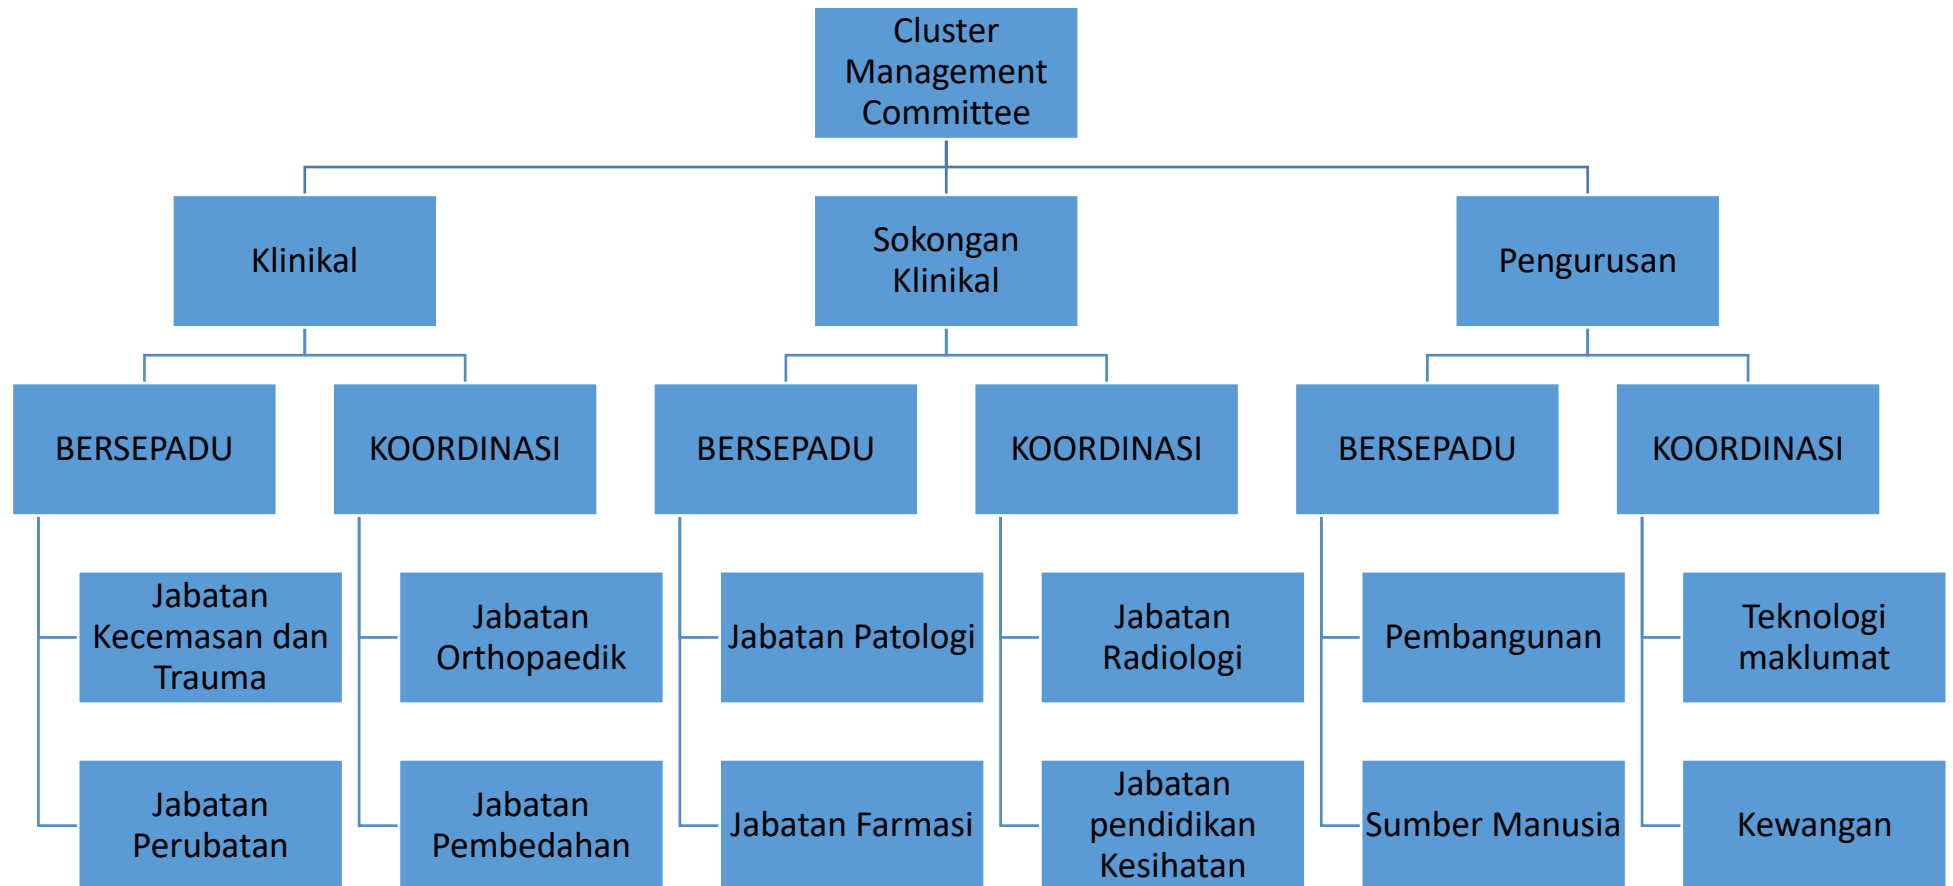 Cluster
Management
Committee
Klinikal
Sokongan
Klinikal
Pengurusan
BERSEPADU
KOORDINASI
BERSEPADU
KOORDINASI
BERSEPADU
KOORDINASI
Jabatan
Kecemasan dan
Trauma
Jabatan
Orthopaedik
Jabatan Patologi
Jabatan
Radiologi
Pembangunan
Teknologi
maklumat
Jabatan
Perubatan
Jabatan
Pembedahan
Jabatan Farmasi
Jabatan
pendidikan
Kesihatan
Sumber Manusia
Kewangan